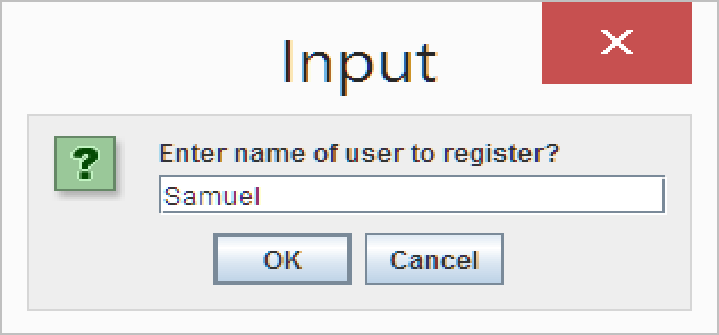 Input
Enter name of user to register?
Samuel
OK Cancel